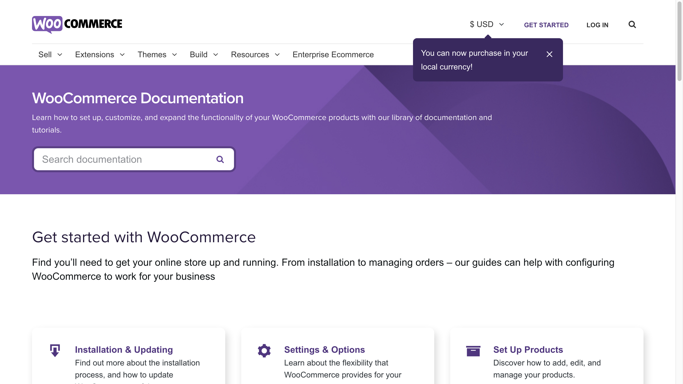 WOO COMMERCE
$ USD
GET STARTED
LOG IN
Sell
Extensions
Themes
Build
Resources
Enterprise Ecommerce
You can now purchase in your
local currency!
WooCommerce Documentation
Learn how to set up, customize, and expand the functionality of your WooCommerce products with our library of documentation and
tutorials.
Search documentation
Get started with WooCommerce
Find you’ll need to get your online store up and running. From installation to managing orders – our guides can help with configuring
WooCommerce to work for your business
Installation & Updating
Find out more about the installation
process, and how to update
Settings & Options
Learn about the flexibility that
WooCommerce provides for your
Set Up Products
Discover how to add, edit, and
manage your products.